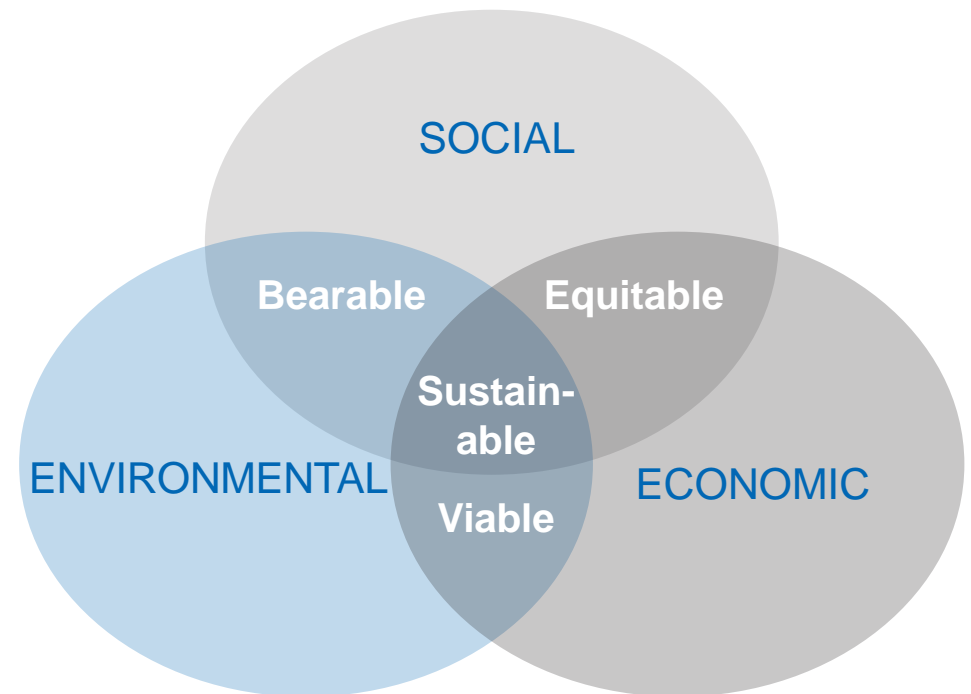 SOCIAL
Bearable
Equitable
Sustain-
able
ENVIRONMENTAL
ECONOMIC
Viable